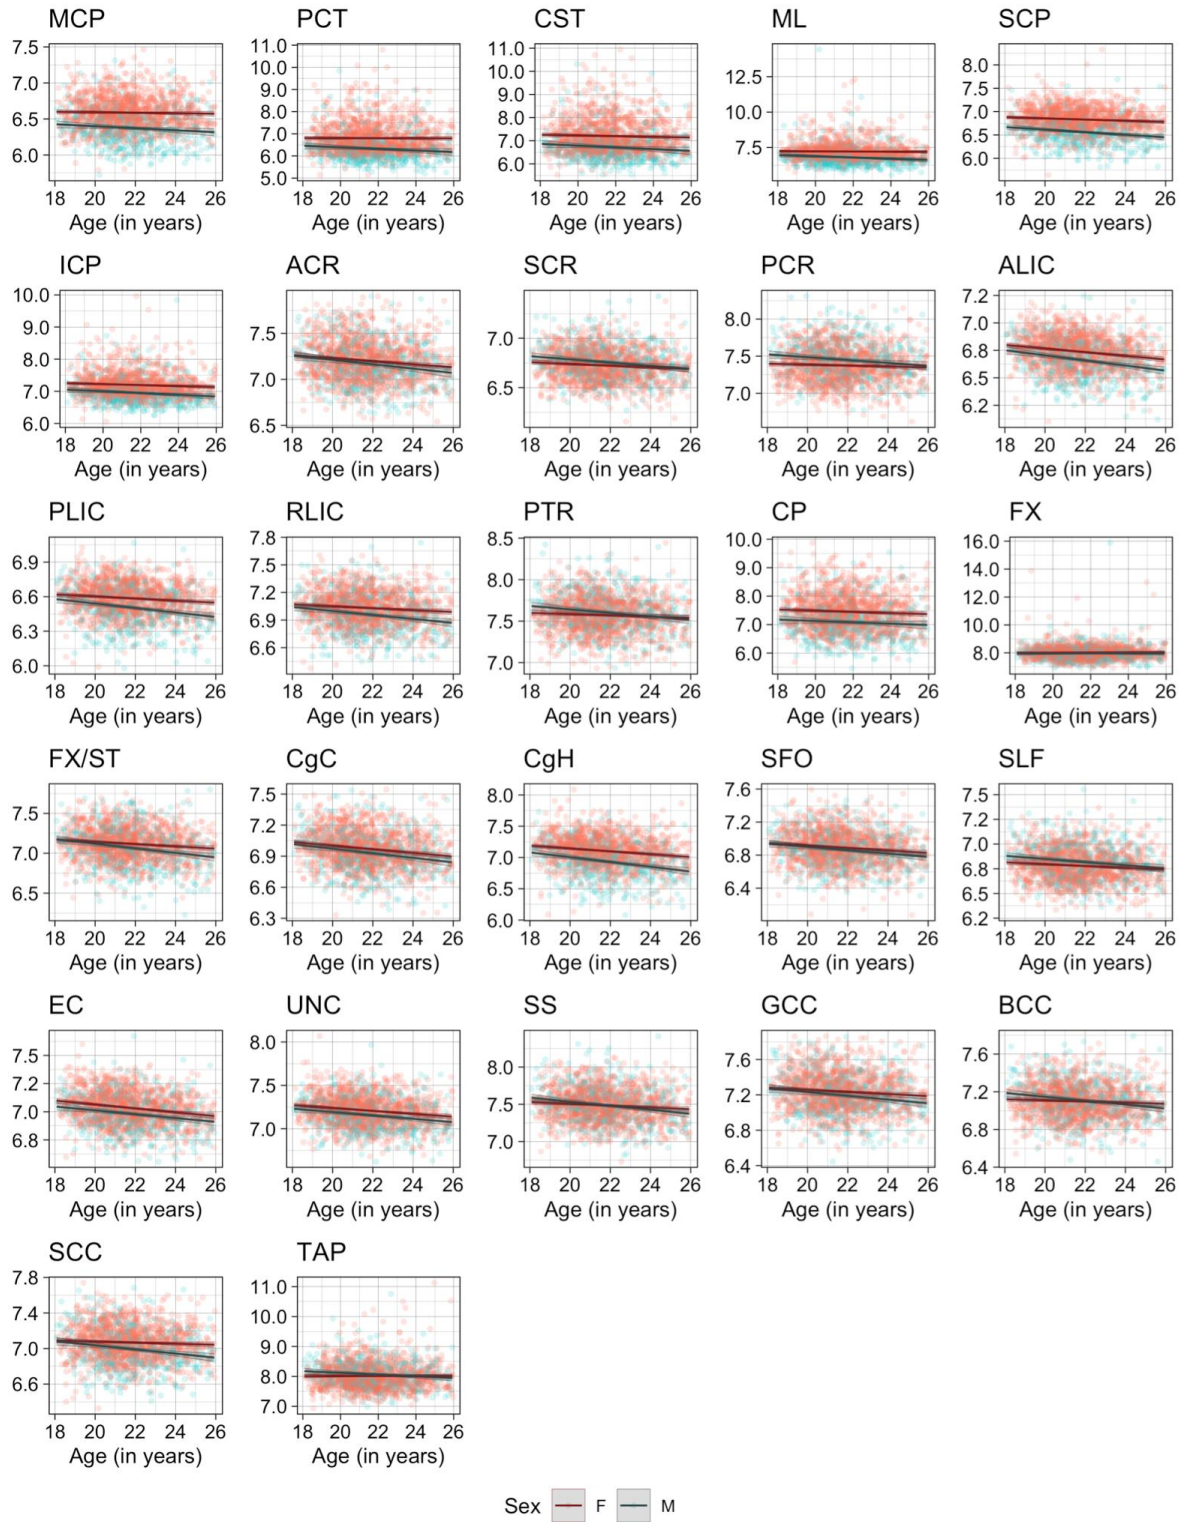 MCP PCT CST ML SCP
7.5 7.0 6.5 6.0
11.0 10.0 9.0 8.0 7.0 6.0 5.0
11.0 10.0 9.0 8.0 7.0 6.0
12.5 10.0 7.5
8.0 7.5 7.0 6.5 6.0
18 20 22 24 26 18 20 22 24 26 18 20 22 24 26 18 20 22 24 26 18 20 22 24 26
Age (in years) Age (in years) Age (in years) Age (in years) Age (in years)
ICP ACR SCR PCR ALIC
10.0 9.0 8.0 7.0 6.0
7.5 7.0 6.5
7.0 6.5
8.0 7.5 7.0
7.2 7.0 6.8 6.5 6.2
18 20 22 24 26 18 20 22 24 26 18 20 22 24 26 18 20 22 24 26 18 20 22 24 26
Age (in years) Age (in years) Age (in years) Age (in years) Age (in years)
PLIC RLIC PTR CP FX
6.9 6.6 6.3 6.0
7.8 7.5 7.2 6.9 6.6
8.5 8.0 7.5 7.0
10.0 9.0 8.0 7.0 6.0
16.0 14.0 12.0 10.0 8.0
18 20 22 24 26 18 20 22 24 26 18 20 22 24 26 18 20 22 24 26 18 20 22 24 26
Age (in years) Age (in years) Age (in years) Age (in years) Age (in years)
FX/ST CgC CgH SFO SLF
7.5 7.0 6.5
7.5 7.2 6.9 6.6 6.3
8.0 7.5 7.0 6.5 6.0
7.6 7.2 6.8 6.4
7.5 7.2 7.0 6.8 6.5 6.2
18 20 22 24 26 18 20 22 24 26 18 20 22 24 26 18 20 22 24 26 18 20 22 24 26
Age (in years) Age (in years) Age (in years) Age (in years) Age (in years)
EC UNC SS GCC BCC
7.5 7.2 7.0 6.8
8.0 7.5 7.0
8.0 7.5 7.0
7.6 7.2 6.8 6.4
7.6 7.2 6.8 6.4
18 20 22 24 26 18 20 22 24 26 18 20 22 24 26 18 20 22 24 26 18 20 22 24 26
Age (in years) Age (in years) Age (in years) Age (in years) Age (in years)
SCC TAP
7.8 7.4 7.0 6.6
11.0 10.0 9.0 8.0 7.0
18 20 22 24 26 18 20 22 24 26
Age (in years) Age (in years)
Sex F M